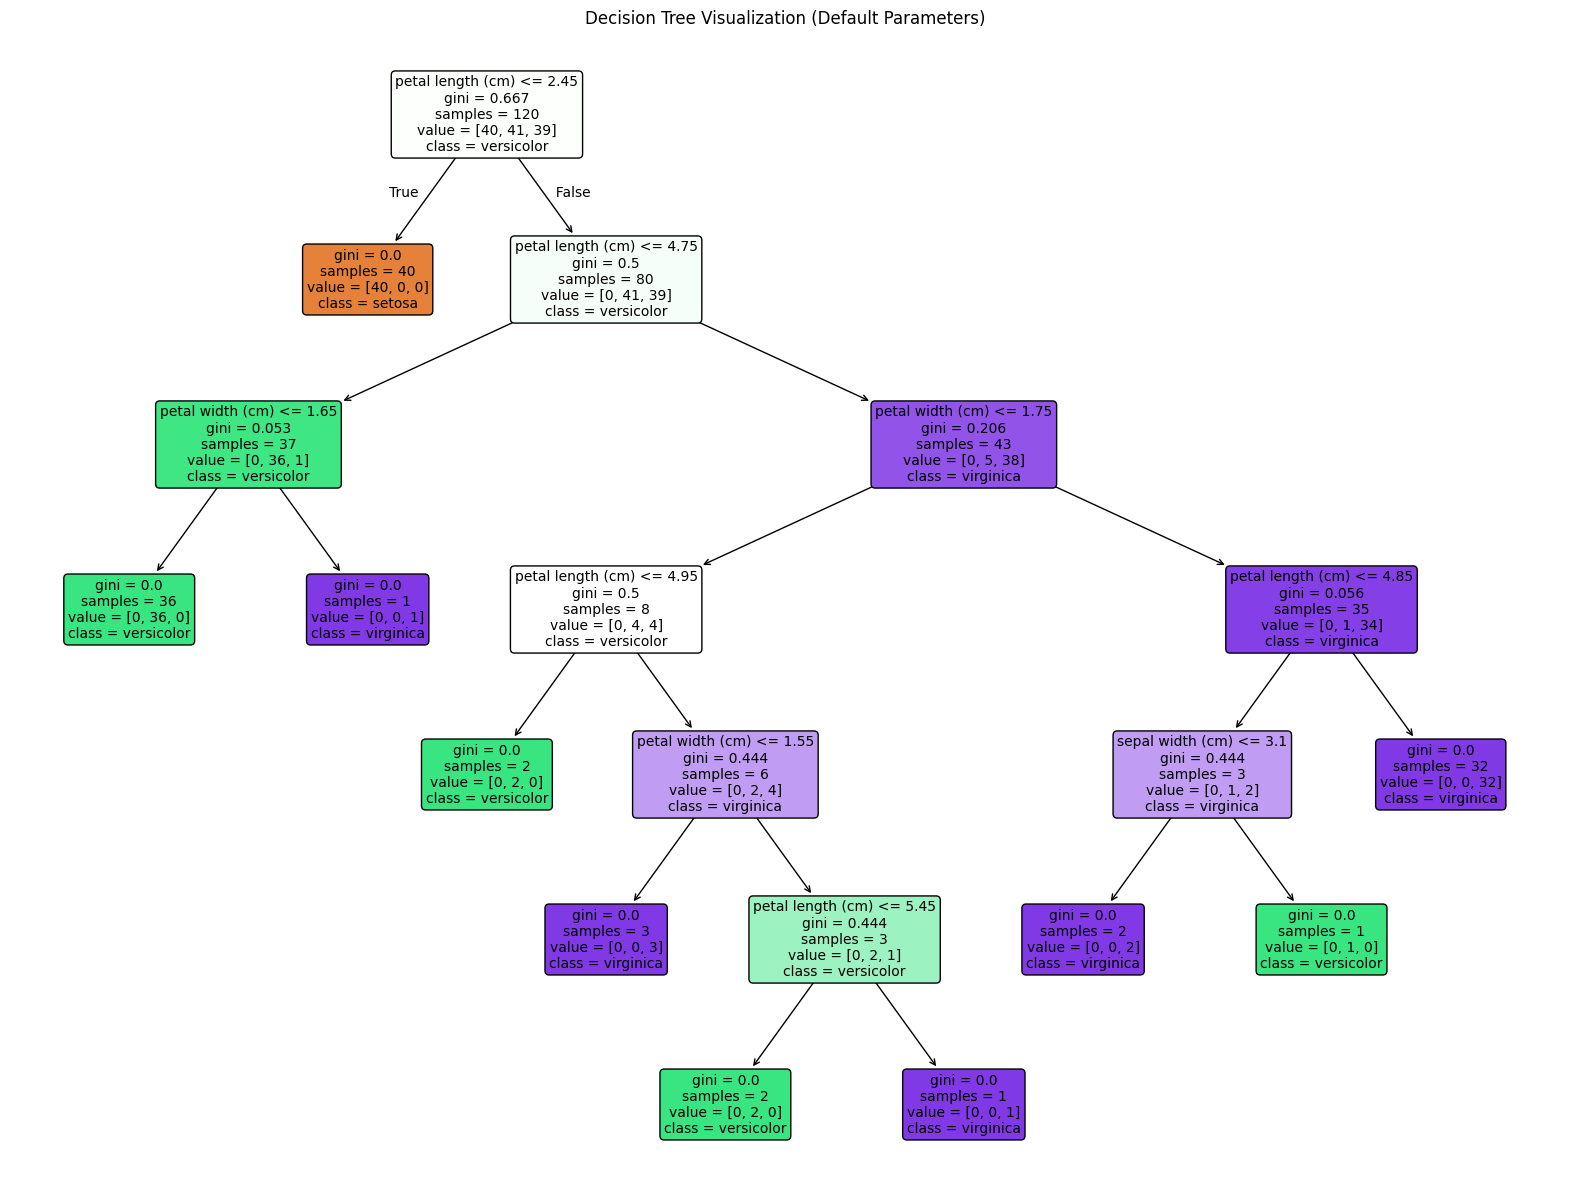 Decision Tree Visualization (Default Parameters)
petal length (cm) <= 2.45
gini = 0.667
samples = 120
value = [40, 41, 39]
class = versicolor
True
False
gini = 0.0
samples = 40
value = [40, 0, 0]
class = setosa
petal length (cm) <= 4.75
gini = 0.5
samples = 80
value = [0, 41, 39]
class = versicolor
petal width (cm) <= 1.65
gini = 0.053
samples = 37
value = [0, 36, 1]
class = versicolor
petal width (cm) <= 1.75
gini = 0.206
samples = 43
value = [0, 5, 38]
class = virginica
gini = 0.0
samples = 36
value = [0, 36, 0]
class = versicolor
gini = 0.0
samples = 1
value = [0, 0, 1]
class = virginica
petal length (cm) <= 4.95
gini = 0.5
samples = 8
value = [0, 4, 4]
class = versicolor
petal length (cm) <= 4.85
gini = 0.056
samples = 35
value = [0, 1, 34]
class = virginica
gini = 0.0
samples = 2
value = [0, 2, 0]
class = versicolor
petal width (cm) <= 1.55
gini = 0.444
samples = 6
value = [0, 2, 4]
class = virginica
sepal width (cm) <= 3.1
gini = 0.444
samples = 3
value = [0, 1, 2]
class = virginica
gini = 0.0
samples = 32
value = [0, 0, 32]
class = virginica
gini = 0.0
samples = 3
value = [0, 0, 3]
class = virginica
petal length (cm) <= 5.45
gini = 0.444
samples = 3
value = [0, 2, 1]
class = versicolor
gini = 0.0
samples = 2
value = [0, 0, 2]
class = virginica
gini = 0.0
samples = 1
value = [0, 1, 0]
class = versicolor
gini = 0.0
samples = 2
value = [0, 2, 0]
class = versicolor
gini = 0.0
samples = 1
value = [0, 0, 1]
class = virginica